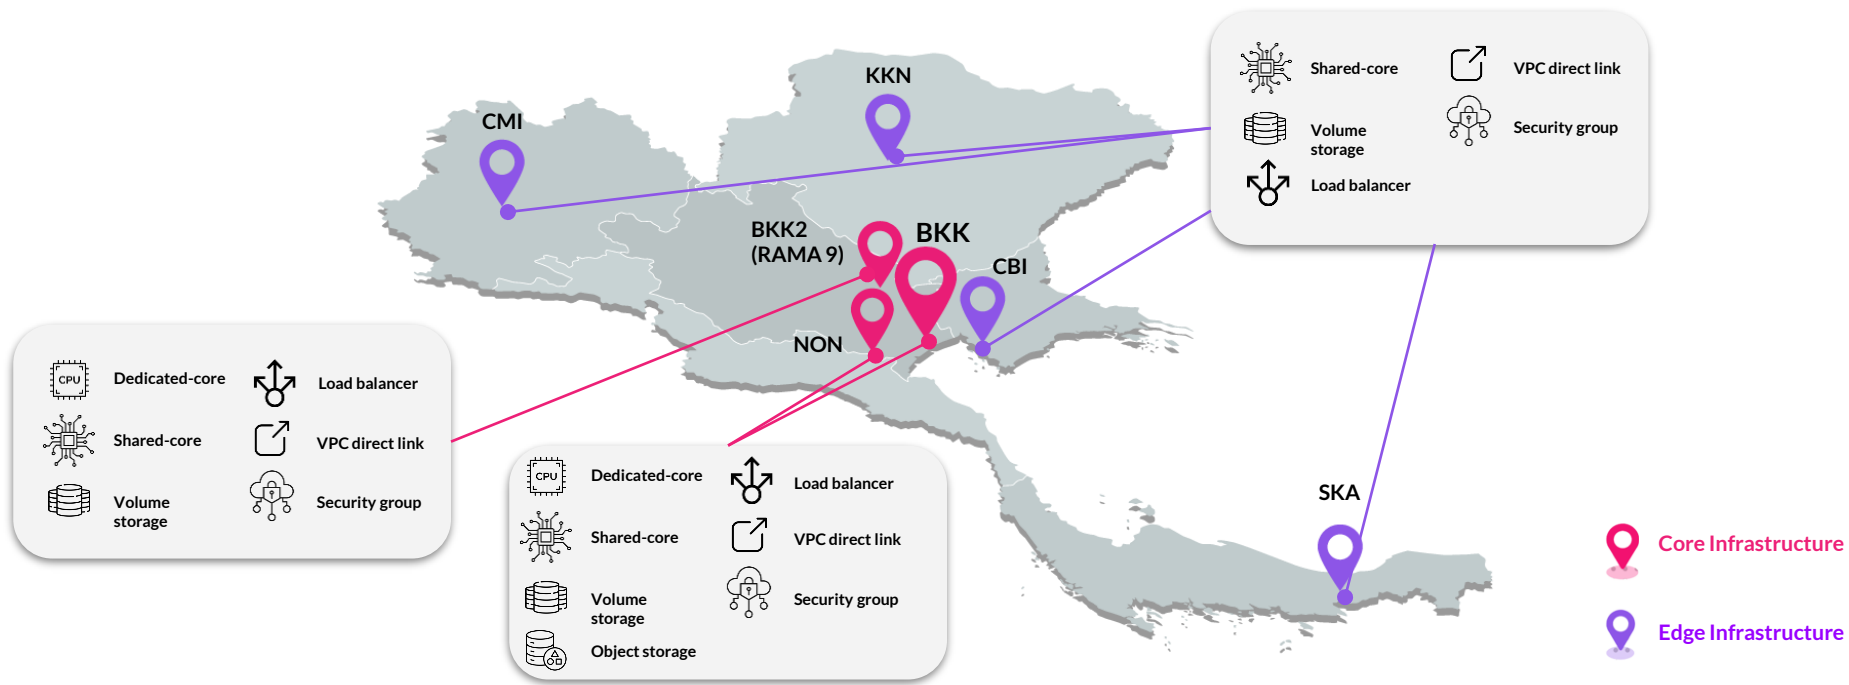 KKN
CMI
BKK2
(RAMA 9)
BKK
CBI
NON
SKA
Shared-core
Volume
storage
Load balancer
VPC direct link
Security group
CPU
Dedicated-core
Shared-core
Volume
storage
Load balancer
VPC direct link
Security group
CPU
Dedicated-core
Shared-core
Volume
storage
Object storage
Load balancer
VPC direct link
Security group
Core Infrastructure
Edge Infrastructure